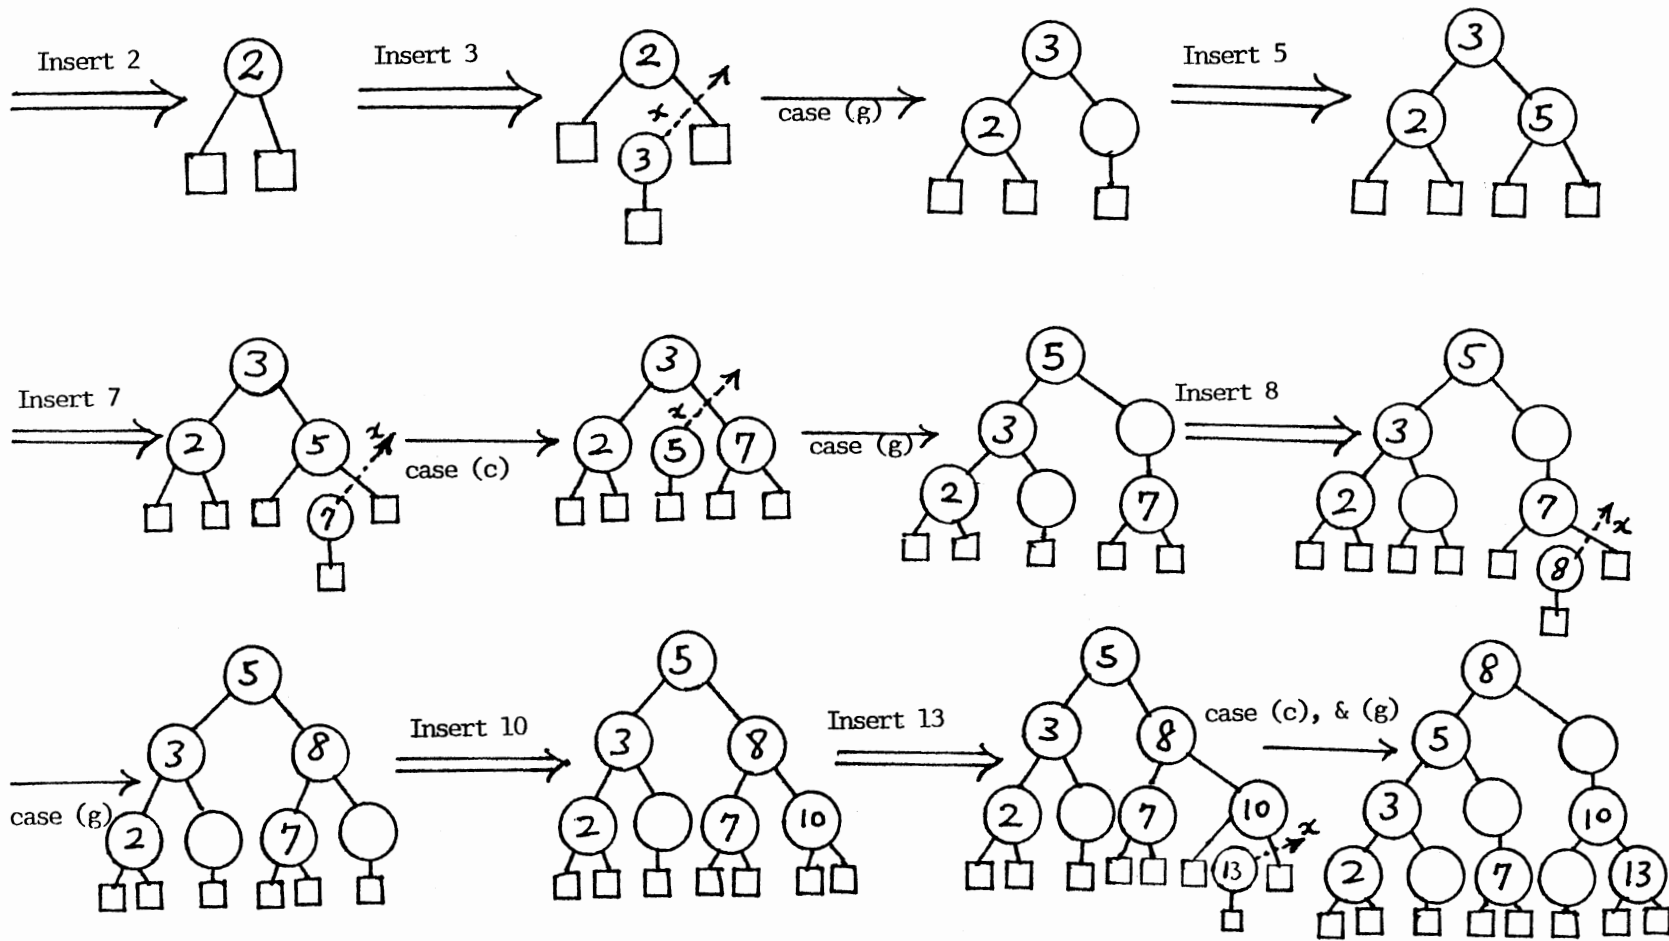 Insert 2
2
Insert 3
2
x
3
case (g)
3
2
Insert 5
3
2 5
Insert 7
3
2 5
x
7
case (c)
3
x
2 5 7
case (g)
5
3
2 7
Insert 8
5
3
2 7
x
8
case (g)
5
3 8
2 7
Insert 10
5
3 8
2 7 10
Insert 13
5
3 8
2 7 10
x
13
case (c), & (g)
8
5
3 10
2 7 13